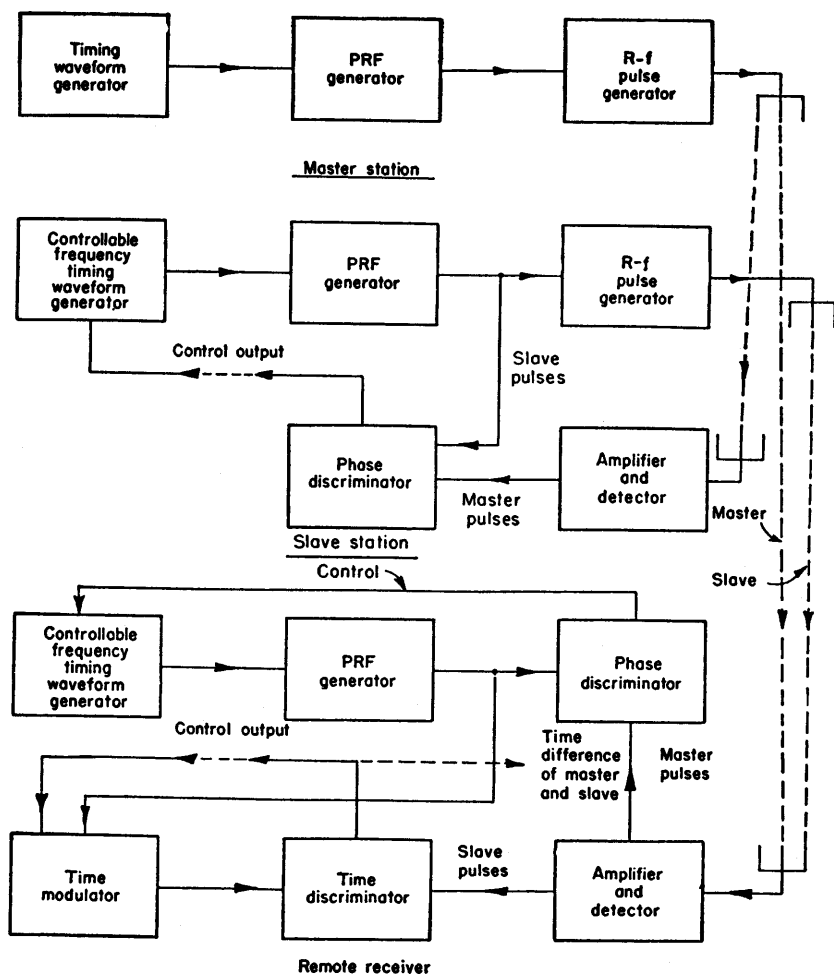 Timing
waveform
generator
PRF
generator
R-f
pulse
generator
Master station
Controllable
frequency
timing
waveform
generator
PRF
generator
R-f
pulse
generator
Control output
Slave
pulses
Phase
discriminator
Master
pulses
Amplifier
and
detector
Master
Slave
Slave station
Control
Controllable
frequency
timing
waveform
generator
PRF
generator
Phase
discriminator
Control output
Time
difference
of master
and slave
Master
pulses
Time
modulator
Time
discriminator
Slave
pulses
Amplifier
and
detector
Remote receiver